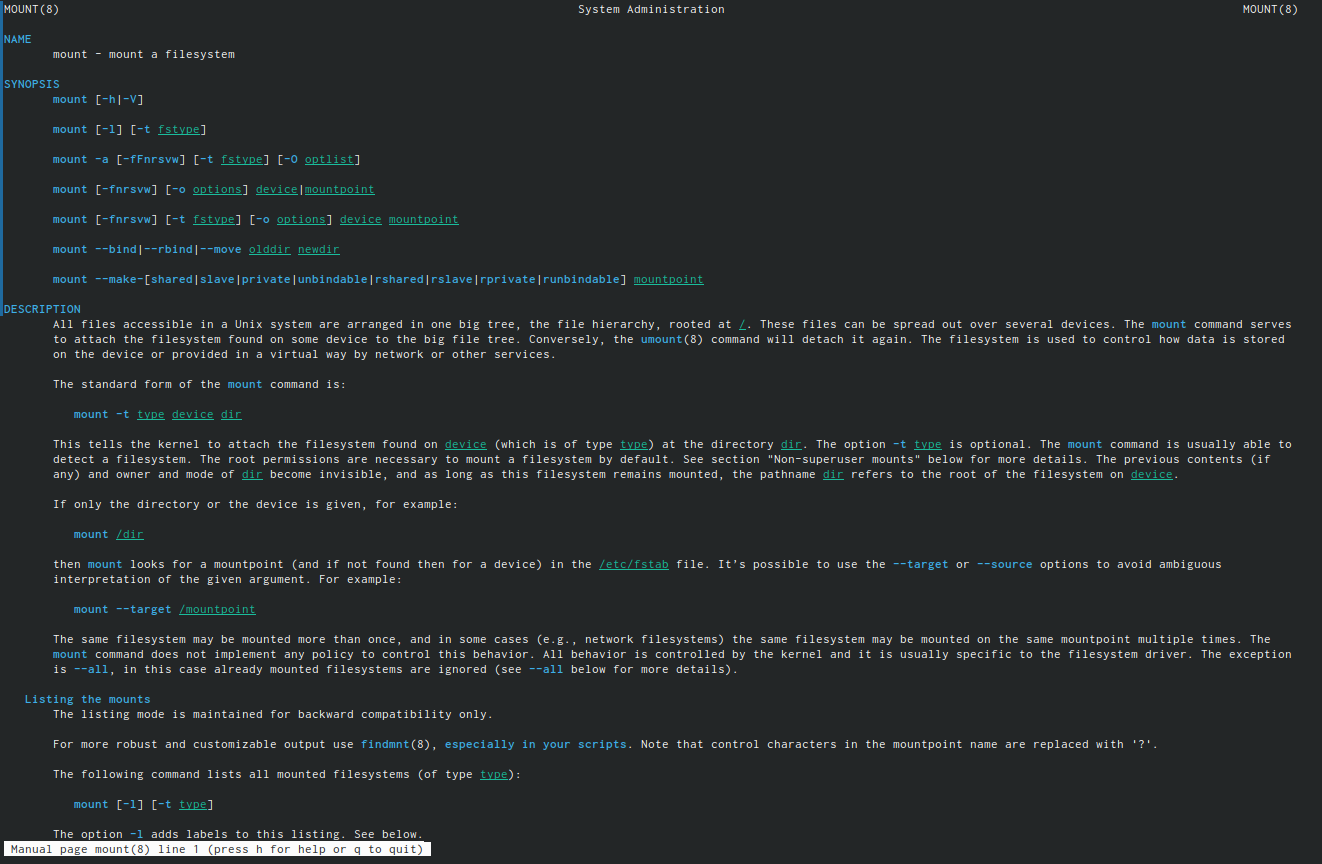 MOUNT(8) System Administration MOUNT(8)
NAME
mount - mount a filesystem
SYNOPSIS
mount [-h|-V]
mount [-l] [-t fstype]
mount -a [-fFnrsvw] [-t fstype] [-O optlist]
mount [-fnrsvw] [-o options] device|mountpoint
mount [-fnrsvw] [-t fstype] [-o options] device mountpoint
mount --bind|--rbind|--move olddir newdir
mount --make-[shared|slave|private|unbindable|rshared|rslave|rprivate|runbindable] mountpoint
DESCRIPTION
All files accessible in a Unix system are arranged in one big tree, the file hierarchy, rooted at /. These files can be spread out over several devices. The mount command serves
to attach the filesystem found on some device to the big file tree. Conversely, the umount(8) command will detach it again. The filesystem is used to control how data is stored
on the device or provided in a virtual way by network or other services.
The standard form of the mount command is:
mount -t type device dir
This tells the kernel to attach the filesystem found on device (which is of type type) at the directory dir. The option -t type is optional. The mount command is usually able to
detect a filesystem. The root permissions are necessary to mount a filesystem by default. See section "Non-superuser mounts" below for more details. The previous contents (if
any) and owner and mode of dir become invisible, and as long as this filesystem remains mounted, the pathname dir refers to the root of the filesystem on device.
If only the directory or the device is given, for example:
mount /dir
then mount looks for a mountpoint (and if not found then for a device) in the /etc/fstab file. It’s possible to use the --target or --source options to avoid ambiguous
interpretation of the given argument. For example:
mount --target /mountpoint
The same filesystem may be mounted more than once, and in some cases (e.g., network filesystems) the same filesystem may be mounted on the same mountpoint multiple times. The
mount command does not implement any policy to control this behavior. All behavior is controlled by the kernel and it is usually specific to the filesystem driver. The exception
is --all, in this case already mounted filesystems are ignored (see --all below for more details).
Listing the mounts
The listing mode is maintained for backward compatibility only.
For more robust and customizable output use findmnt(8), especially in your scripts. Note that control characters in the mountpoint name are replaced with '?'.
The following command lists all mounted filesystems (of type type):
mount [-l] [-t type]
The option -l adds labels to this listing. See below.
Manual page mount(8) line 1 (press h for help or q to quit)